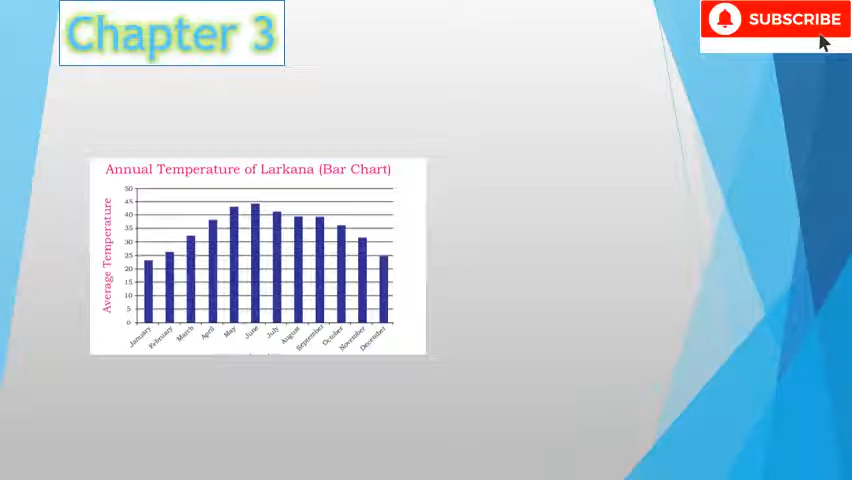 Chapter 3
SUBSCRIBE
Annual Temperature of Larkana (Bar Chart)
Average Temperature
50
45
40
35
30
25
20
15
10
5
0
January
February
March
April
May
June
July
August
September
October
November
December